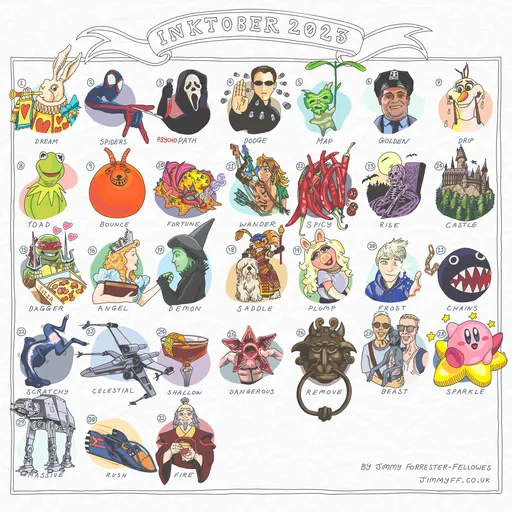 INKTOBER 2023
1 DREAM
2 SPIDERS
3 PSYCHOPATH
4 DODGE
5 MAP
6 GOLDEN
7 DRIP
8 TOAD
9 BOUNCE
10 FORTUNE
11 WANDER
12 SPICY
13 RISE
14 CASTLE
15 DAGGER
16 ANGEL
17 DEMON
18 SADDLE
19 PLUMP
20 FROST
21 CHAINS
22 SCRATCHY
23 CELESTIAL
24 SHALLOW
25 DANGEROUS
26 REMOVE
27 BEAST
28 SPARKLE
29 MASSIVE
30 RUSH
31 FIRE
BY JIMMY FORRESTER-FELLOWES
JIMMYFF.CO.UK